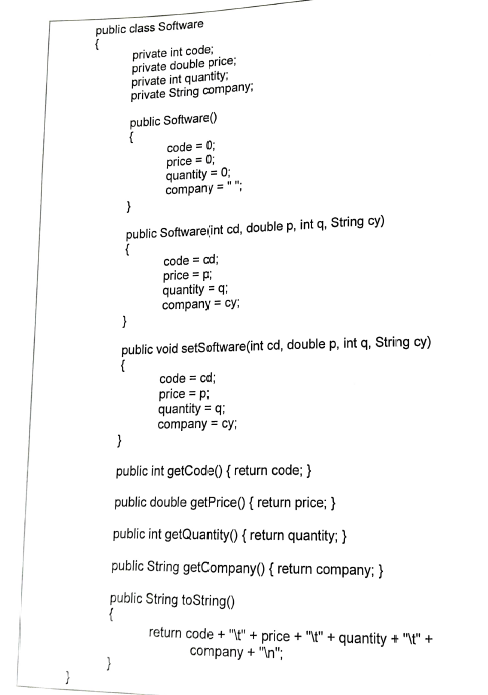 public class Software
{
private int code;
private double price;
private int quantity;
private String company;
public Software()
{
code = 0;
price = 0;
quantity = 0;
company = " ";
}
public Software(int cd, double p, int q, String cy)
{
code = cd;
price = p;
quantity = q;
company = cy;
}
public void setSoftware(int cd, double p, int q, String cy)
{
code = cd;
price = p;
quantity = q;
company = cy;
}
public int getCode() { return code; }
public double getPrice() { return price; }
public int getQuantity() { return quantity; }
public String getCompany() { return company; }
public String toString()
{
return code + "\t" + price + "\t" + quantity + "\t" +
company + "\n";
}
}